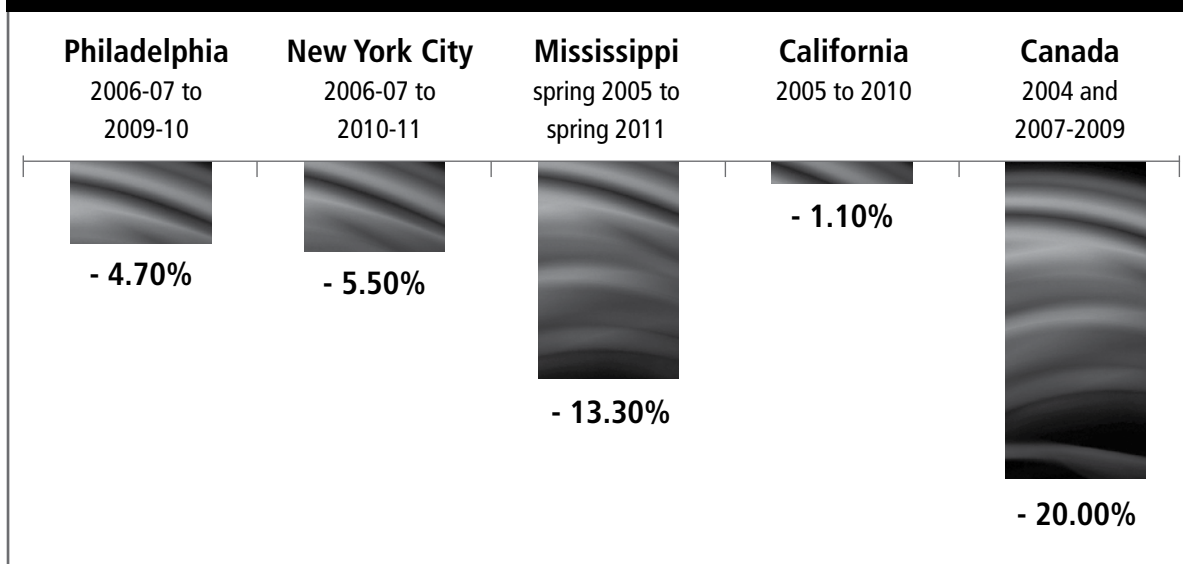 Philadelphia
2006-07 to
2009-10
- 4.70%
New York City
2006-07 to
2010-11
- 5.50%
Mississippi
spring 2005 to
spring 2011
- 13.30%
California
2005 to 2010
- 1.10%
Canada
2004 and
2007-2009
- 20.00%